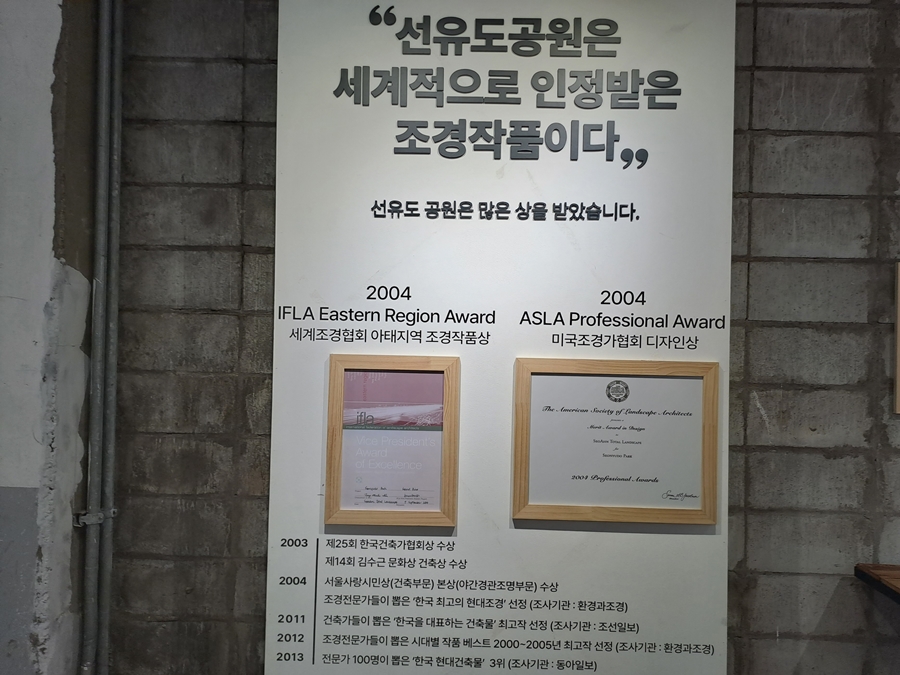 “선유도공원은
세계적으로 인정받은
조경작품이다”
선유도 공원은 많은 상을 받았습니다.
2004
IFLA Eastern Region Award
세계조경협회 아태지역 조경작품상
2004
ASLA Professional Award
미국조경가협회 디자인상
ifla
Vice President's
Award
of Excellence
The American Society of Landscape Architects
Merit Award in Design
for
2004 Professional Awards
2003 제25회 한국건축가협회상 수상
제14회 김수근 문화상 건축상 수상
2004 서울사랑시민상(건축부문) 본상(야간경관조명부문) 수상
조경전문가들이 뽑은 ‘한국 최고의 현대조경’ 선정 (조사기관 : 환경과조경)
2011 건축가들이 뽑은 ‘한국을 대표하는 건축물’ 최고작 선정 (조사기관 : 조선일보)
2012 조경전문가들이 뽑은 시대별 작품 베스트 2000~2005년 최고작 선정 (조사기관 : 환경과조경)
2013 전문가 100명이 뽑은 ‘한국 현대건축물’ 3위 (조사기관 : 동아일보)